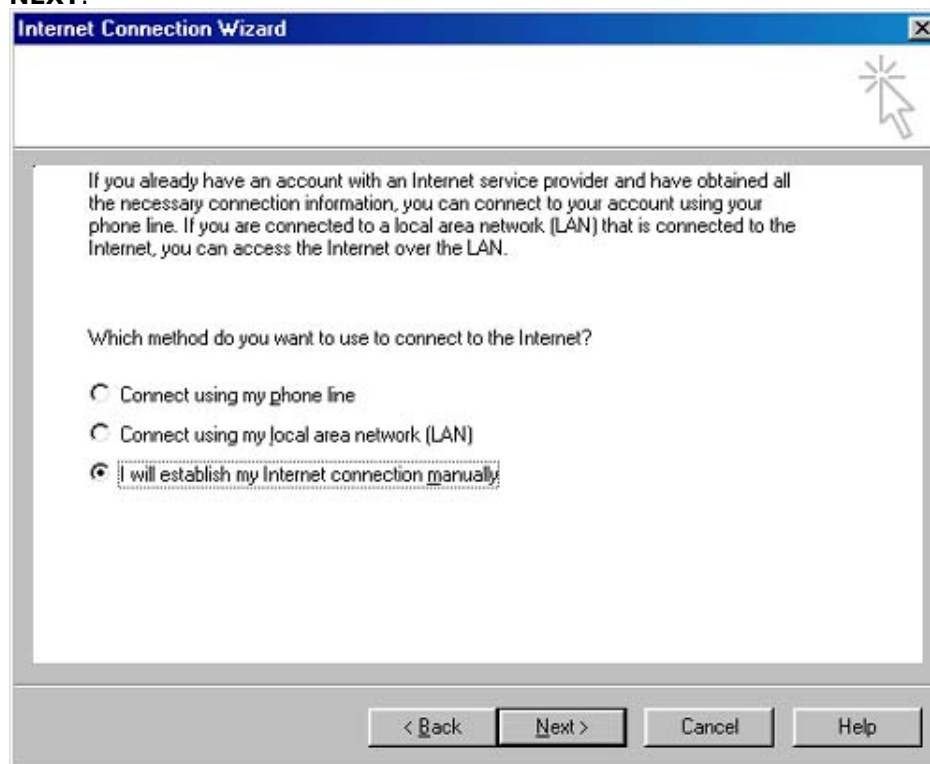 NEXT.
Internet Connection Wizard
If you already have an account with an Internet service provider and have obtained all
the necessary connection information, you can connect to your account using your
phone line. If you are connected to a local area network (LAN) that is connected to the
Internet, you can access the Internet over the LAN.
Which method do you want to use to connect to the Internet?
Connect using my phone line
Connect using my local area network (LAN)
I will establish my Internet connection manually
< Back Next > Cancel Help